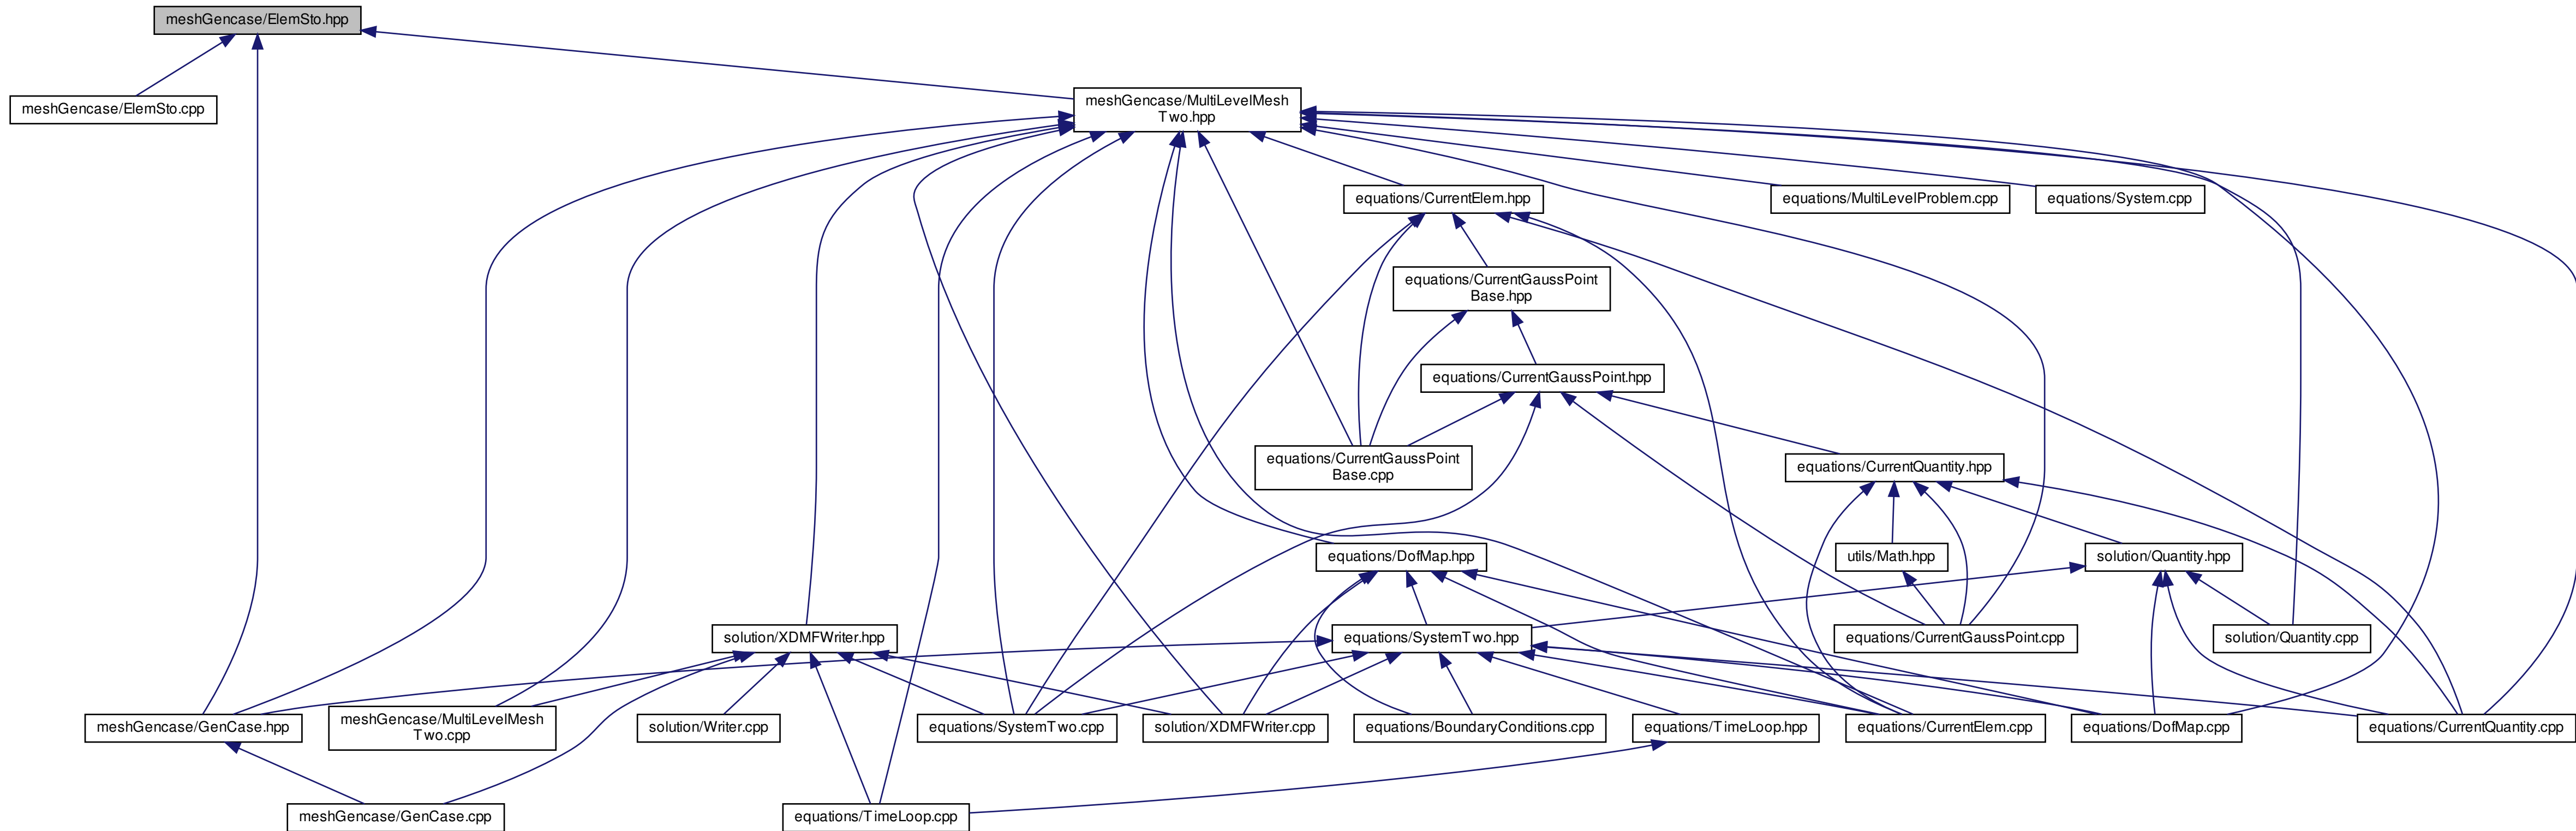 meshGencase/ElemSto.hpp
meshGencase/ElemSto.cpp
meshGencase/MultiLevelMesh
Two.hpp
equations/CurrentElem.hpp
equations/MultiLevelProblem.cpp
equations/System.cpp
equations/CurrentGaussPoint
Base.hpp
equations/CurrentGaussPoint.hpp
equations/CurrentGaussPoint
Base.cpp
equations/CurrentQuantity.hpp
equations/DofMap.hpp
utils/Math.hpp
solution/Quantity.hpp
solution/XDMFWriter.hpp
equations/SystemTwo.hpp
equations/CurrentGaussPoint.cpp
solution/Quantity.cpp
meshGencase/GenCase.hpp
meshGencase/MultiLevelMesh
Two.cpp
solution/Writer.cpp
equations/SystemTwo.cpp
solution/XDMFWriter.cpp
equations/BoundaryConditions.cpp
equations/TimeLoop.hpp
equations/CurrentElem.cpp
equations/DofMap.cpp
equations/CurrentQuantity.cpp
meshGencase/GenCase.cpp
equations/TimeLoop.cpp